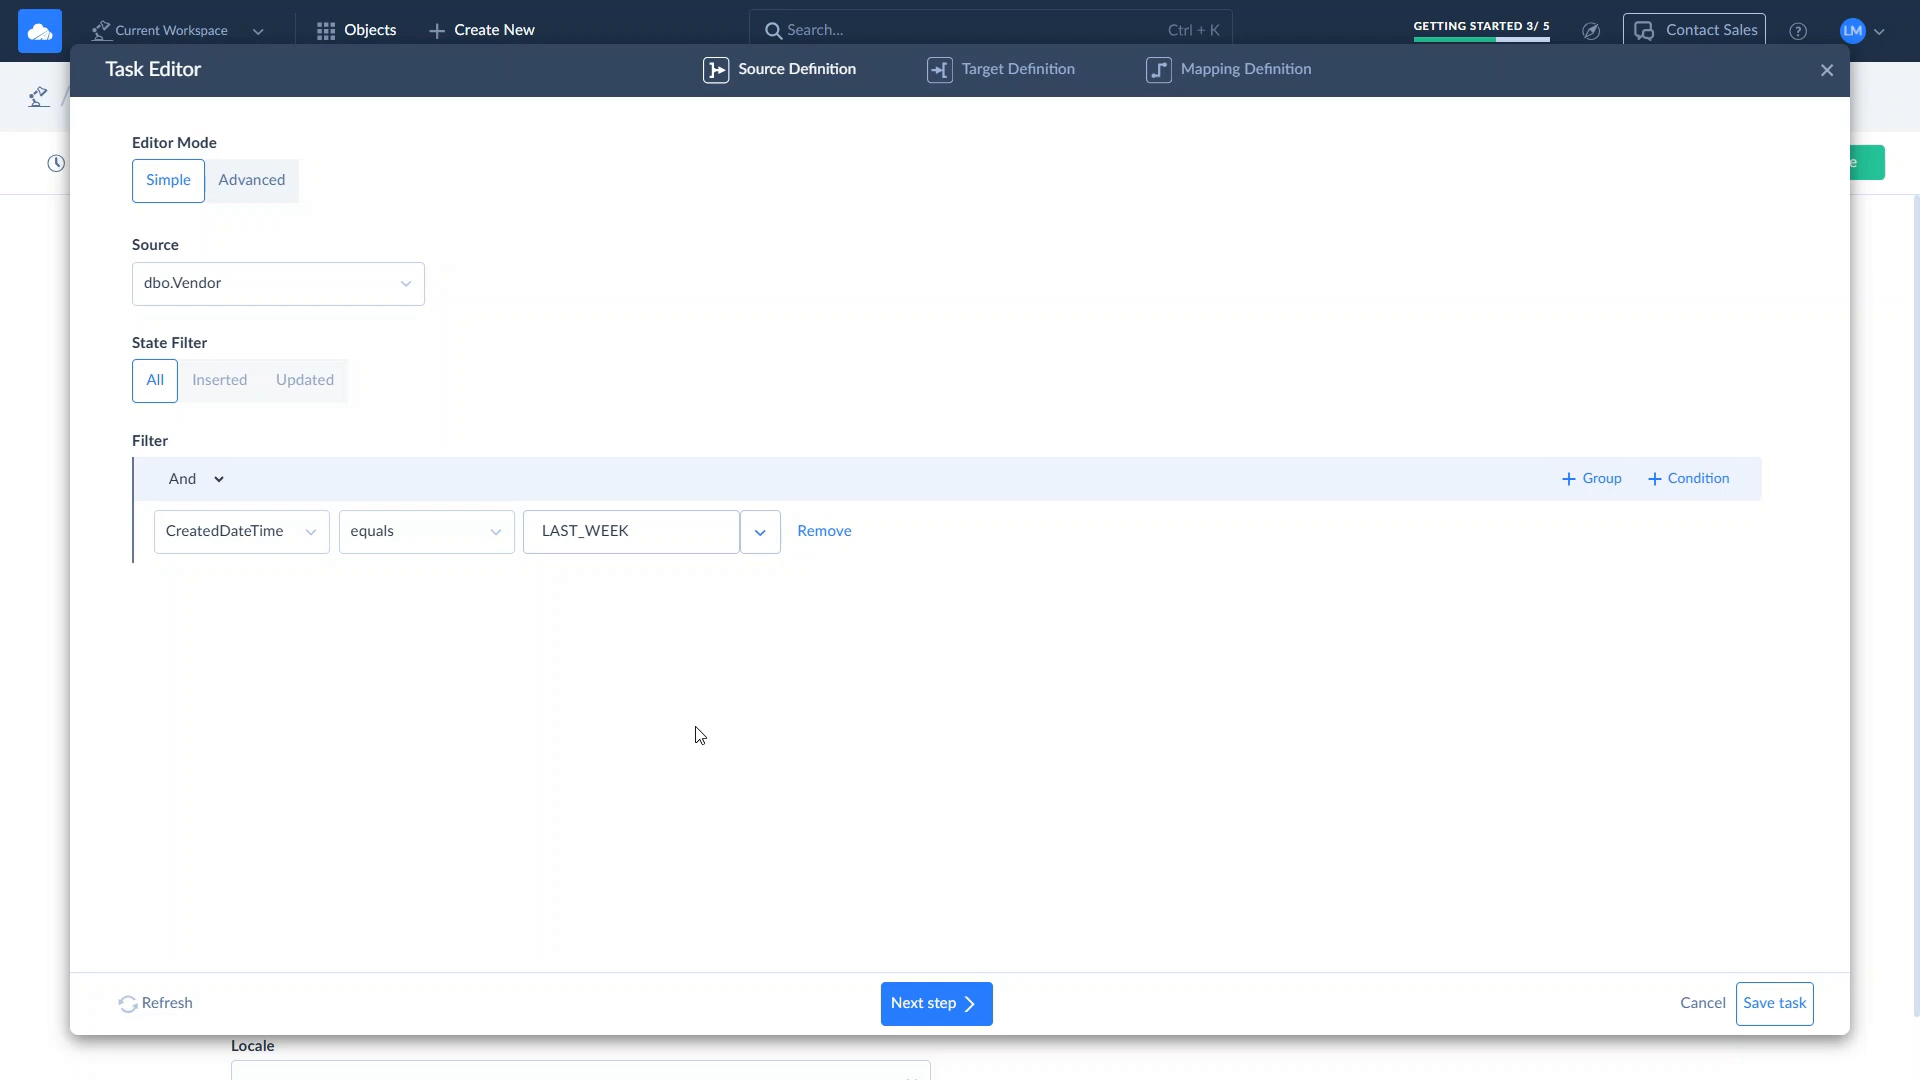 Current Workspace
Objects
Create New
Search...
Ctrl + K
GETTING STARTED 3/ 5
Contact Sales
?
LM
Task Editor
Source Definition
Target Definition
Mapping Definition
e
Editor Mode
Simple
Advanced
Source
dbo.Vendor
State Filter
All
Inserted
Updated
Filter
And
Group
Condition
CreatedDateTime
equals
LAST_WEEK
Remove
Refresh
Next step
Cancel
Save task
Locale